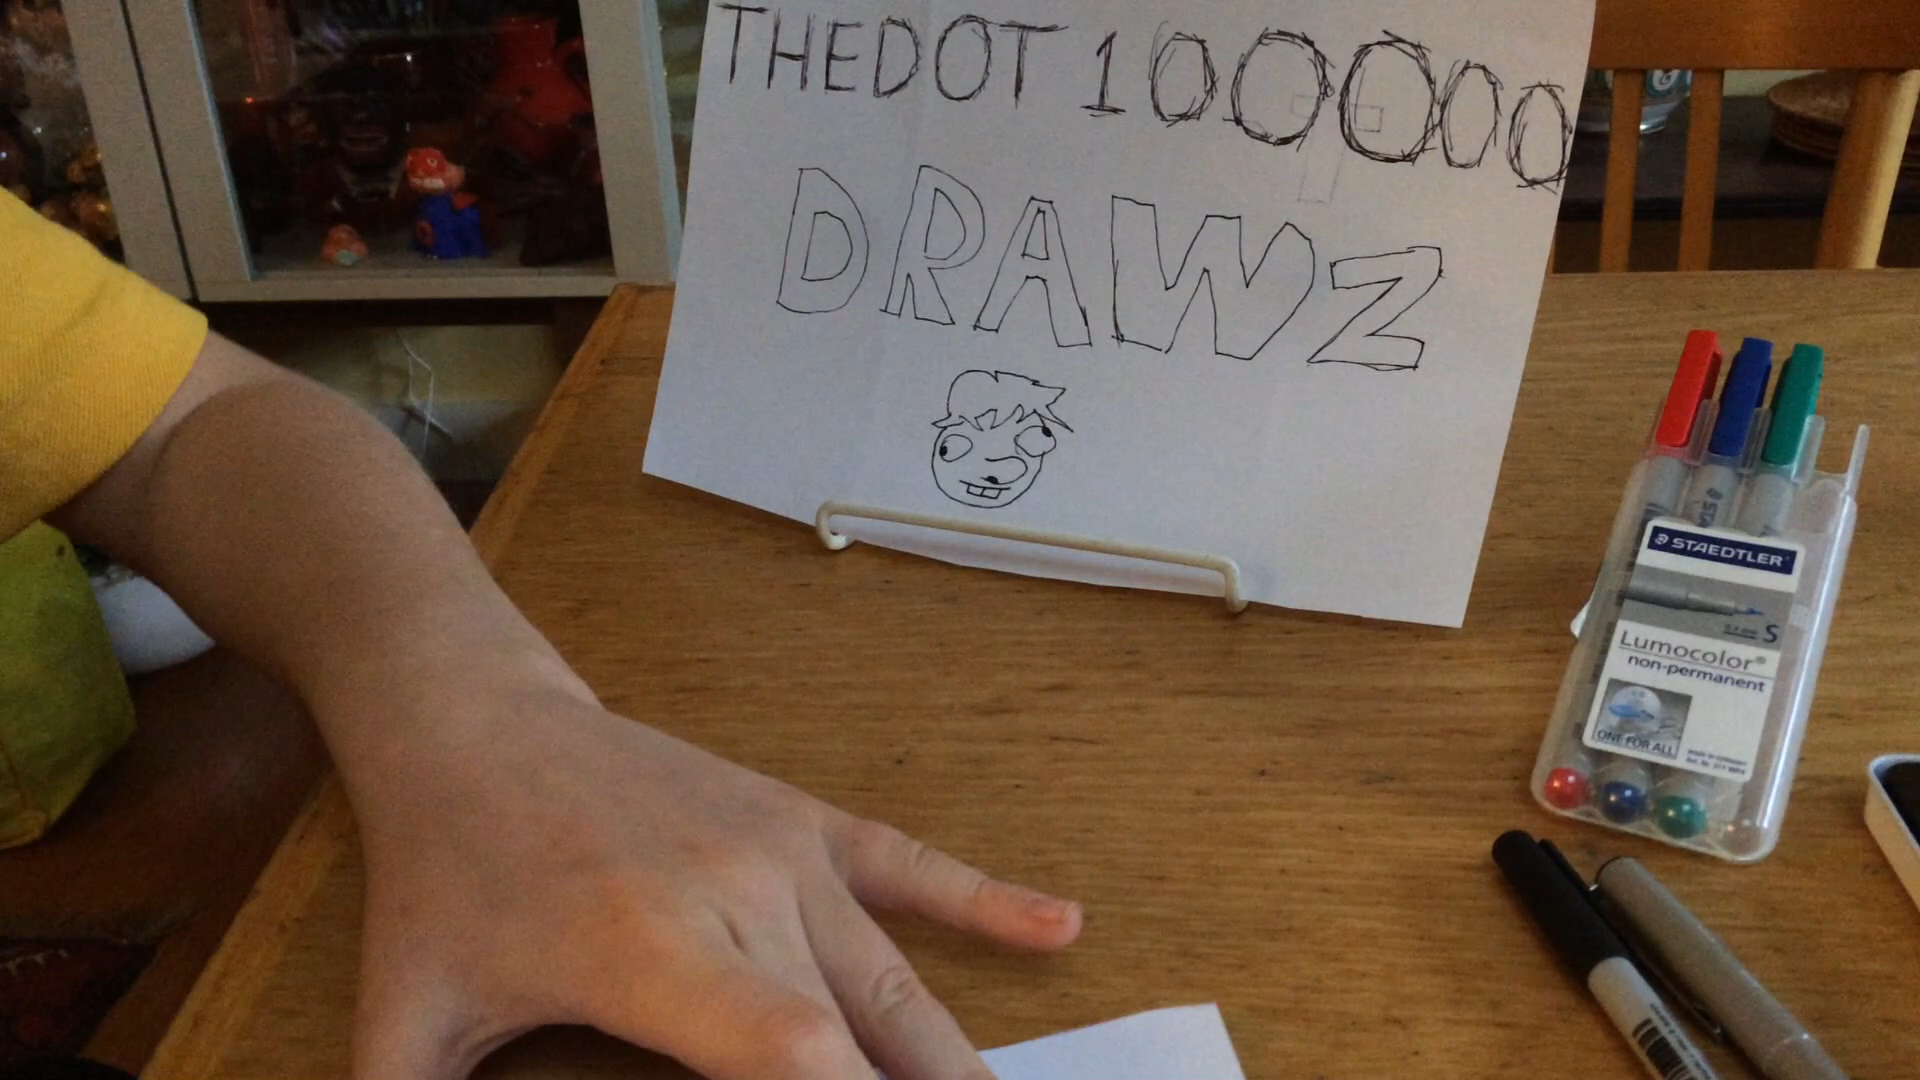 THEDOT 100000
DRAWZ
STAEDTLER
S
Lumocolor®
non-permanent
ONE FOR ALL